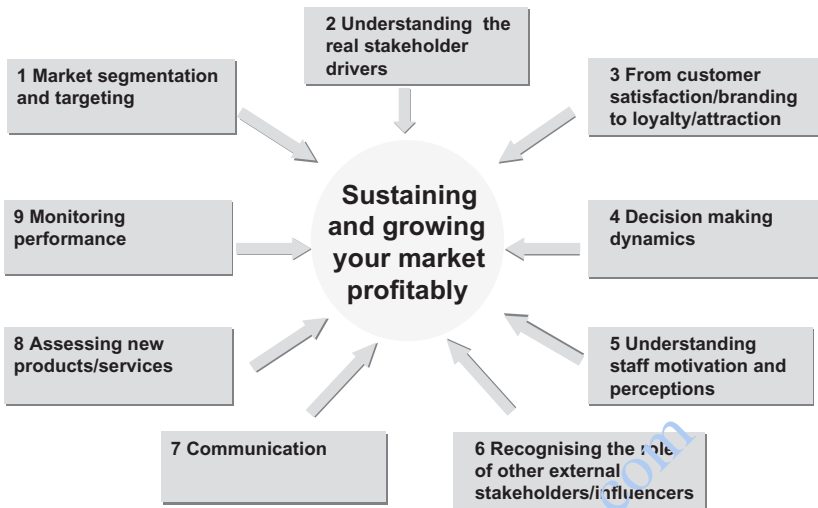 2 Understanding the
real stakeholder
drivers
1 Market segmentation
and targeting
3 From customer
satisfaction/branding
to loyalty/attraction
Sustaining
and growing
your market
profitably
9 Monitoring
performance
4 Decision making
dynamics
8 Assessing new
products/services
5 Understanding
staff motivation and
perceptions
7 Communication
6 Recognising the role
of other external
stakeholders/influencers
com